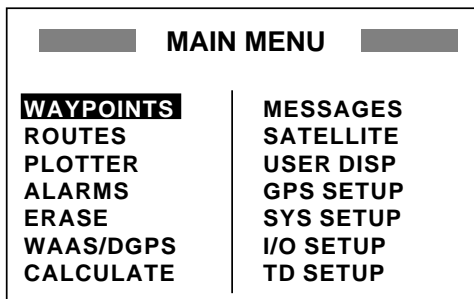 MAIN MENU
WAYPOINTS
ROUTES
PLOTTER
ALARMS
ERASE
WAAS/DGPS
CALCULATE
MESSAGES
SATELLITE
USER DISP
GPS SETUP
SYS SETUP
I/O SETUP
TD SETUP